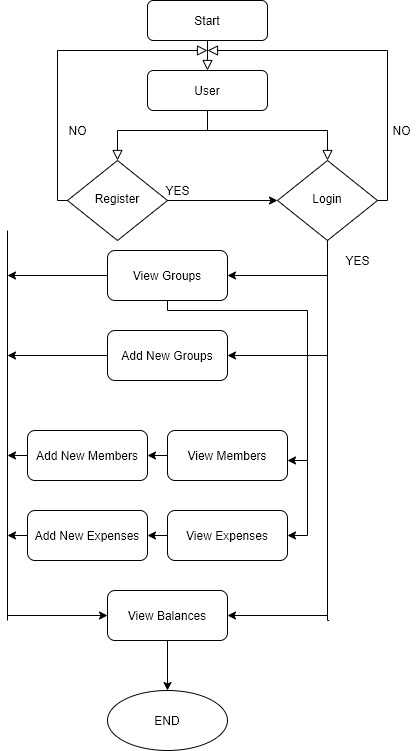 Start
User
NO
NO
Register
YES
Login
YES
View Groups
Add New Groups
Add New Members
View Members
Add New Expenses
View Expenses
View Balances
END